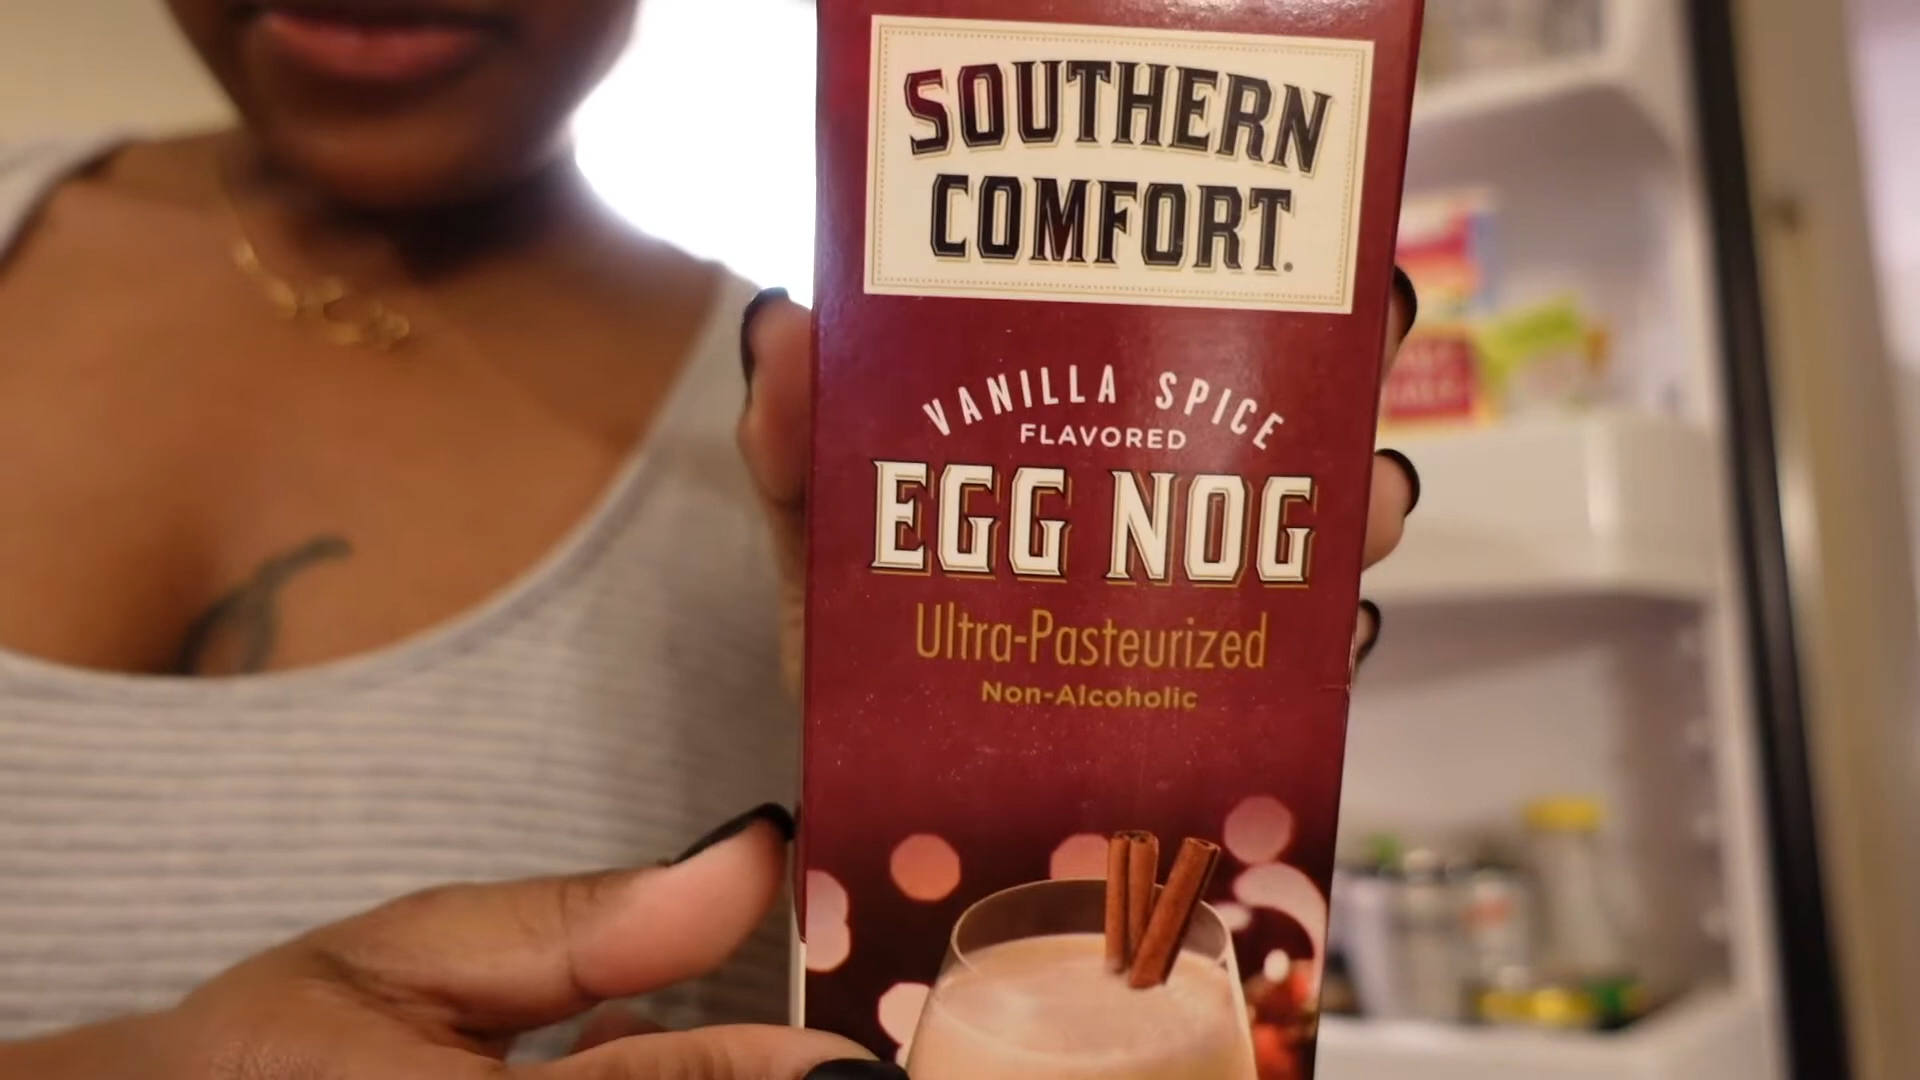 SOUTHERN
COMFORT.
VANILLA SPICE
FLAVORED
EGG NOG
Ultra-Pasteurized
Non-Alcoholic